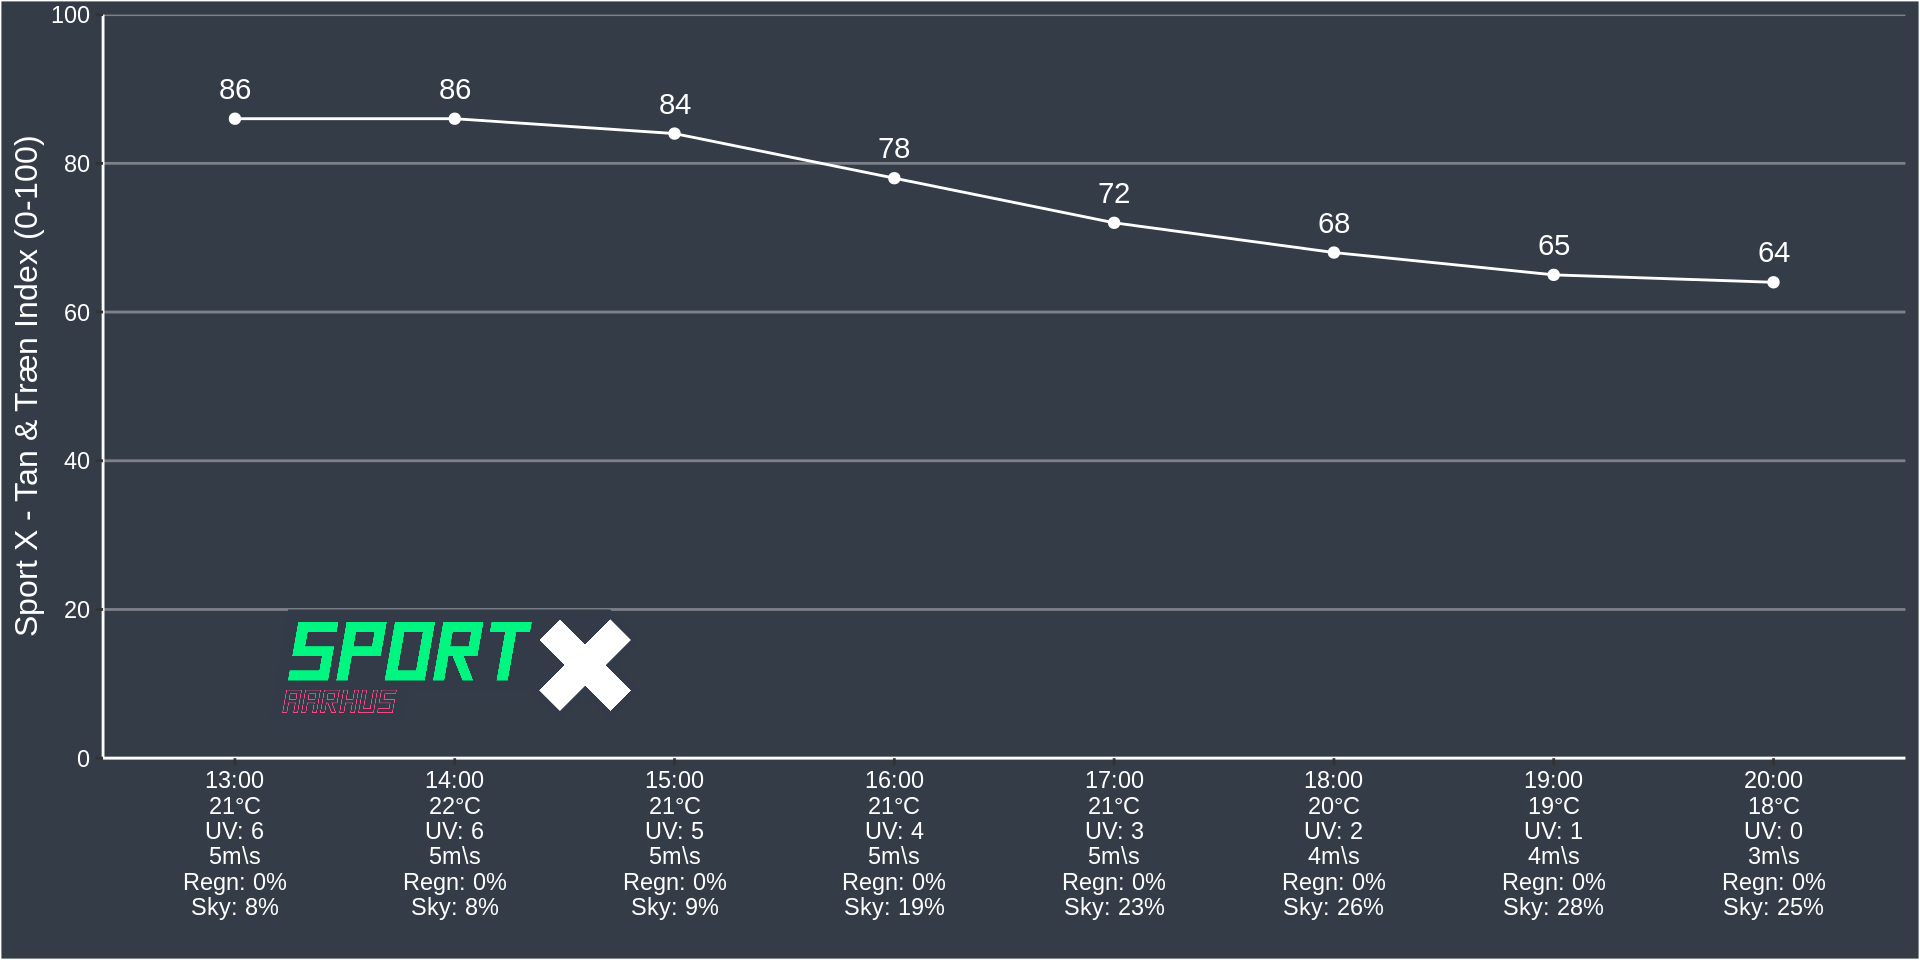 Sport X - Tan & Træn Index (0-100)
100
80
60
40
20
0
86
86
84
78
72
68
65
64
SPORT X
AARHUS
13:00
21°C
UV: 6
5m\s
Regn: 0%
Sky: 8%
14:00
22°C
UV: 6
5m\s
Regn: 0%
Sky: 8%
15:00
21°C
UV: 5
5m\s
Regn: 0%
Sky: 9%
16:00
21°C
UV: 4
5m\s
Regn: 0%
Sky: 19%
17:00
21°C
UV: 3
5m\s
Regn: 0%
Sky: 23%
18:00
20°C
UV: 2
4m\s
Regn: 0%
Sky: 26%
19:00
19°C
UV: 1
4m\s
Regn: 0%
Sky: 28%
20:00
18°C
UV: 0
3m\s
Regn: 0%
Sky: 25%